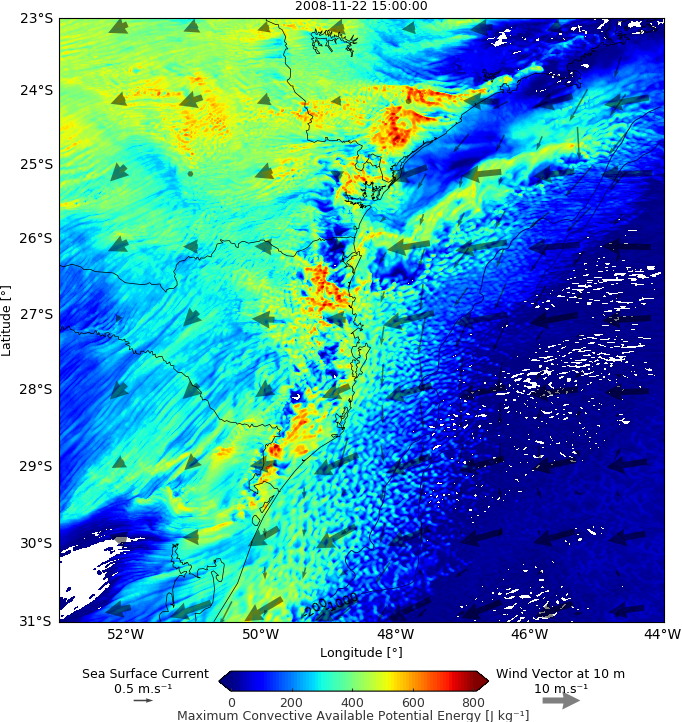 2008-11-22 15:00:00
23°S
24°S
25°S
26°S
27°S
28°S
29°S
30°S
31°S
Latitude [°]
52°W 50°W 48°W 46°W 44°W
Longitude [°]
Sea Surface Current
0.5 m.s⁻¹
0 200 400 600 800
Maximum Convective Available Potential Energy [J kg⁻¹]
Wind Vector at 10 m
10 m.s⁻¹